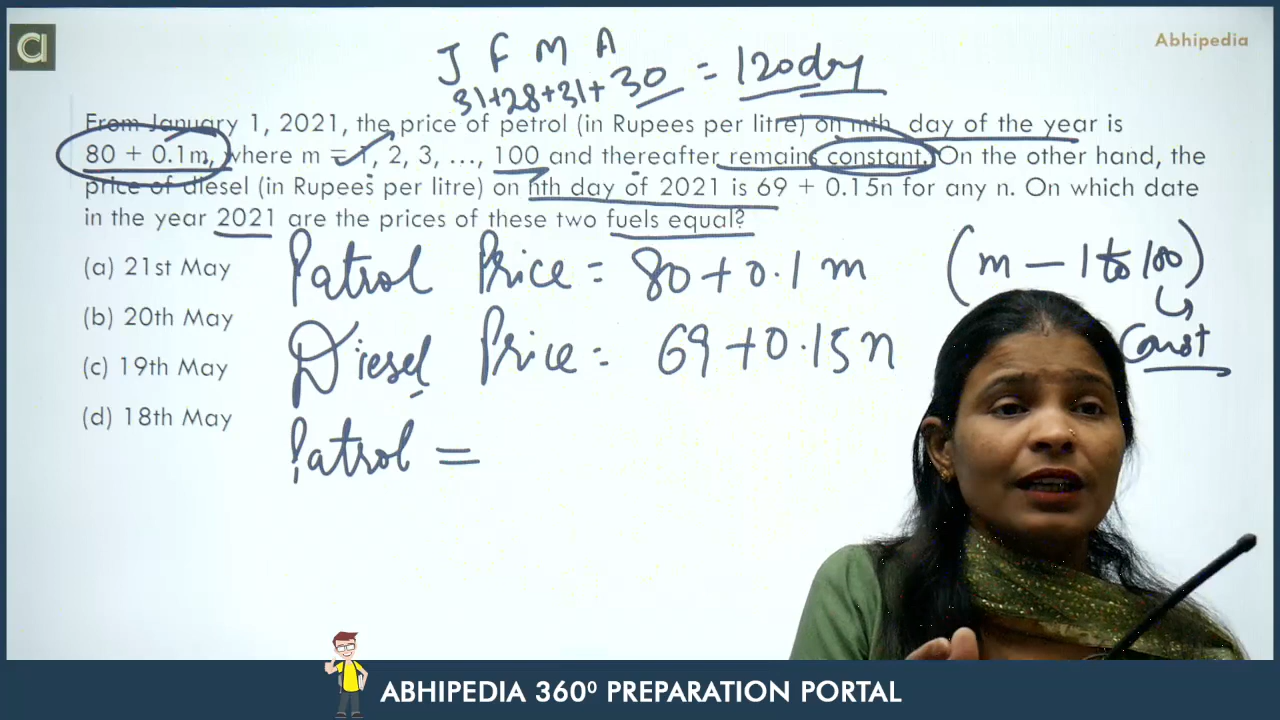 Abhipedia
J F M A
31+28+31+30 = 120day
From January 1, 2021, the price of petrol (in Rupees per litre) on mth day of the year is
80 + 0.1m, where m = 1, 2, 3, ..., 100 and thereafter remains constant. On the other hand, the
price of diesel (in Rupees per litre) on nth day of 2021 is 69 + 0.15n for any n. On which date
in the year 2021 are the prices of these two fuels equal?
(a) 21st May
(b) 20th May
(c) 19th May
(d) 18th May
Patrol Price = 80 + 0.1 m (m – 1 to 100)
Const
Diesel Price = 69 + 0.15 n
Patrol =
ABHIPEDIA 360⁰ PREPARATION PORTAL